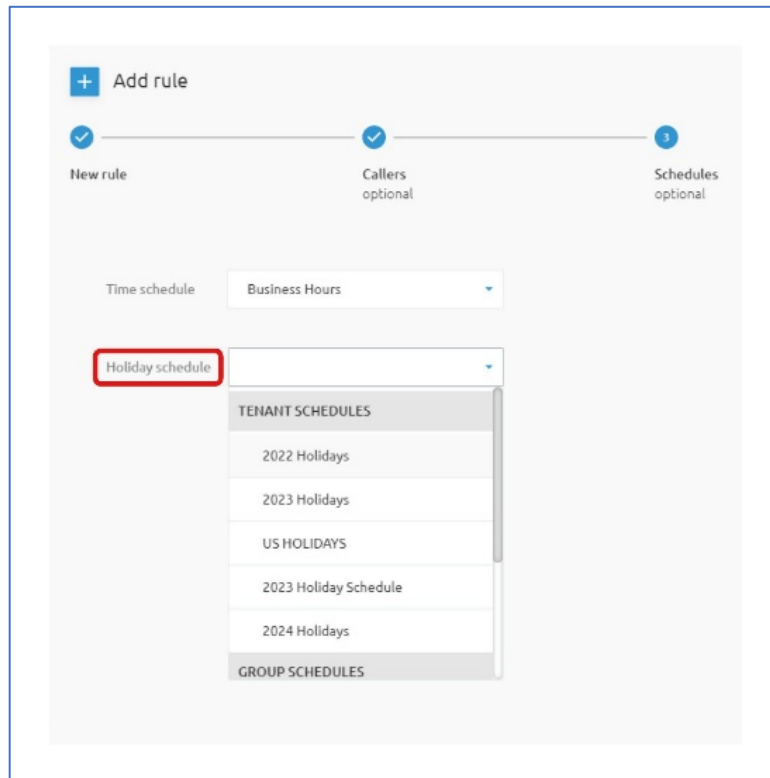 Add rule
3
New rule
Callers
optional
Schedules
optional
Time schedule
Business Hours
Holiday schedule
TENANT SCHEDULES
2022 Holidays
2023 Holidays
US HOLIDAYS
2023 Holiday Schedule
2024 Holidays
GROUP SCHEDULES